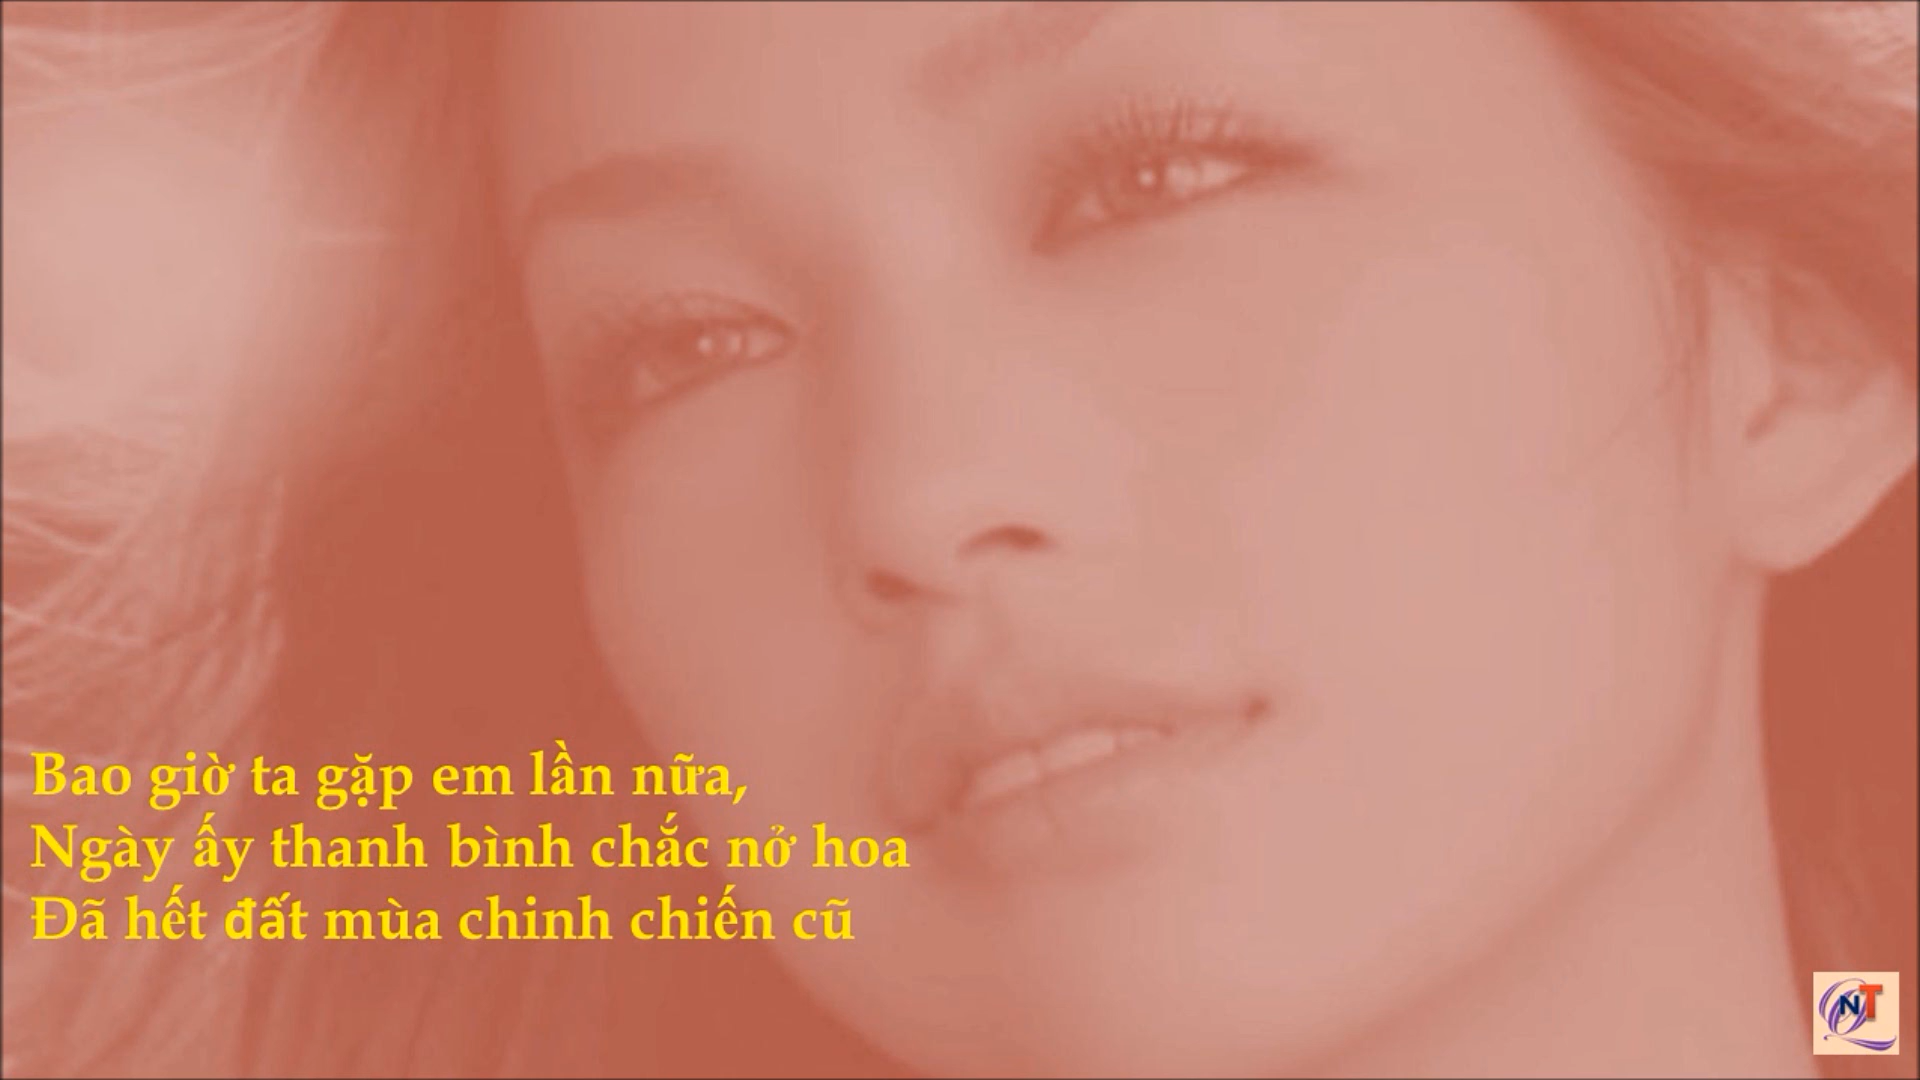 Bao giờ ta gặp em lần nữa,
Ngày ấy thanh bình chắc nở hoa
Đã hết đất mùa chinh chiến cũ
NT